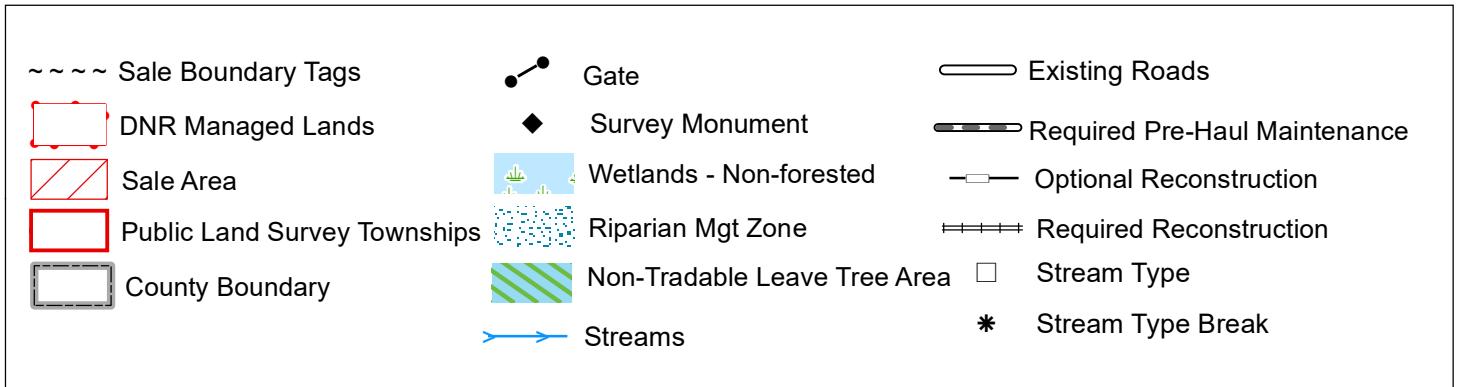 Sale Boundary Tags
DNR Managed Lands
Sale Area
Public Land Survey Townships
County Boundary
Gate
Survey Monument
Wetlands - Non-forested
Riparian Mgt Zone
Non-Tradable Leave Tree Area
Streams
Existing Roads
Required Pre-Haul Maintenance
Optional Reconstruction
Required Reconstruction
Stream Type
Stream Type Break